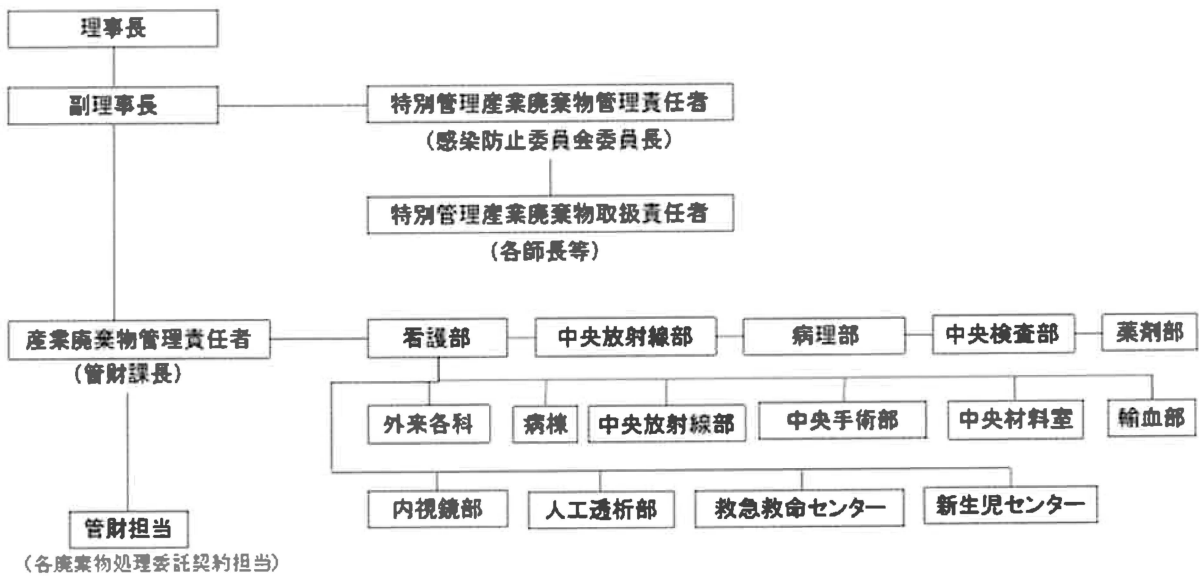 理事長
副理事長
特別管理産業廃棄物管理責任者
(感染防止委員会委員長)
特別管理産業廃棄物取扱責任者
(各師長等)
産業廃棄物管理責任者
(管財課長)
看護部
中央放射線部
病理部
中央検査部
薬剤部
外来各科
病棟
中央放射線部
中央手術部
中央材料室
輸血部
内視鏡部
人工透析部
救急救命センター
新生児センター
管財担当
(各廃棄物処理委託契約担当)